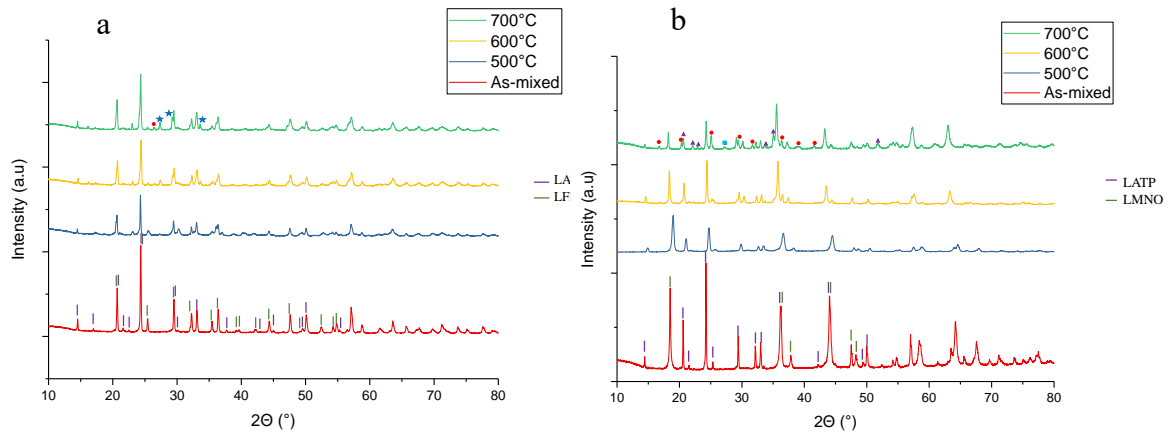 a
700°C
600°C
500°C
As-mixed
Intensity (a.u)
LA
LF
10 20 30 40 50 60 70 80
2Θ (°)
b
700°C
600°C
500°C
As-mixed
Intensity (a.u)
LATP
LMNO
10 20 30 40 50 60 70 80
2Θ (°)